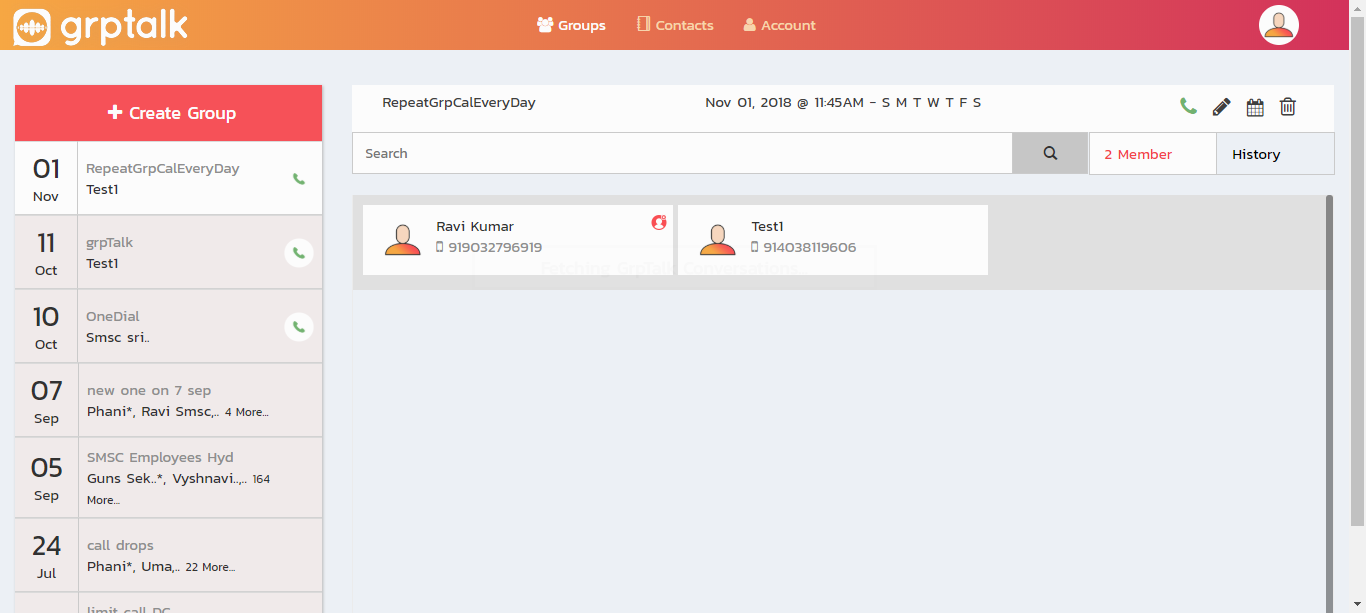 grptalk
Groups
Contacts
Account
Create Group
01
Nov
RepeatGrpCalEveryDay
Test1
11
Oct
grpTalk
Test1
10
Oct
OneDial
Smsc sri..
07
Sep
new one on 7 sep
Phani*, Ravi Smsc,.. 4 More...
05
Sep
SMSC Employees Hyd
Guns Sek..*, Vyshnavi..,.. 164
More...
24
Jul
call drops
Phani*, Uma,.. 22 More...
limit call DC
RepeatGrpCalEveryDay
Nov 01, 2018 @ 11:45AM - S M T W T F S
Search
2 Member
History
Ravi Kumar
919032796919
Test1
914038119606
Fetching GrpTalk Conversations...